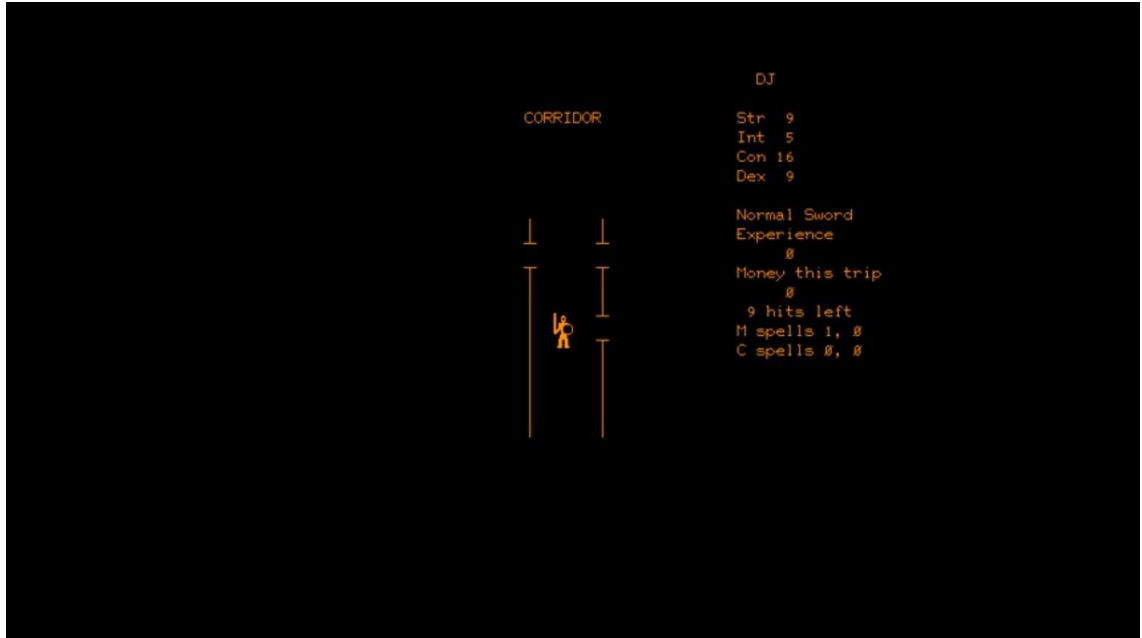 DJ
CORRIDOR
Str 9
Int 5
Con 16
Dex 9
Normal Sword
Experience
0
Money this trip
0
9 hits left
M spells 1, 0
C spells 0, 0